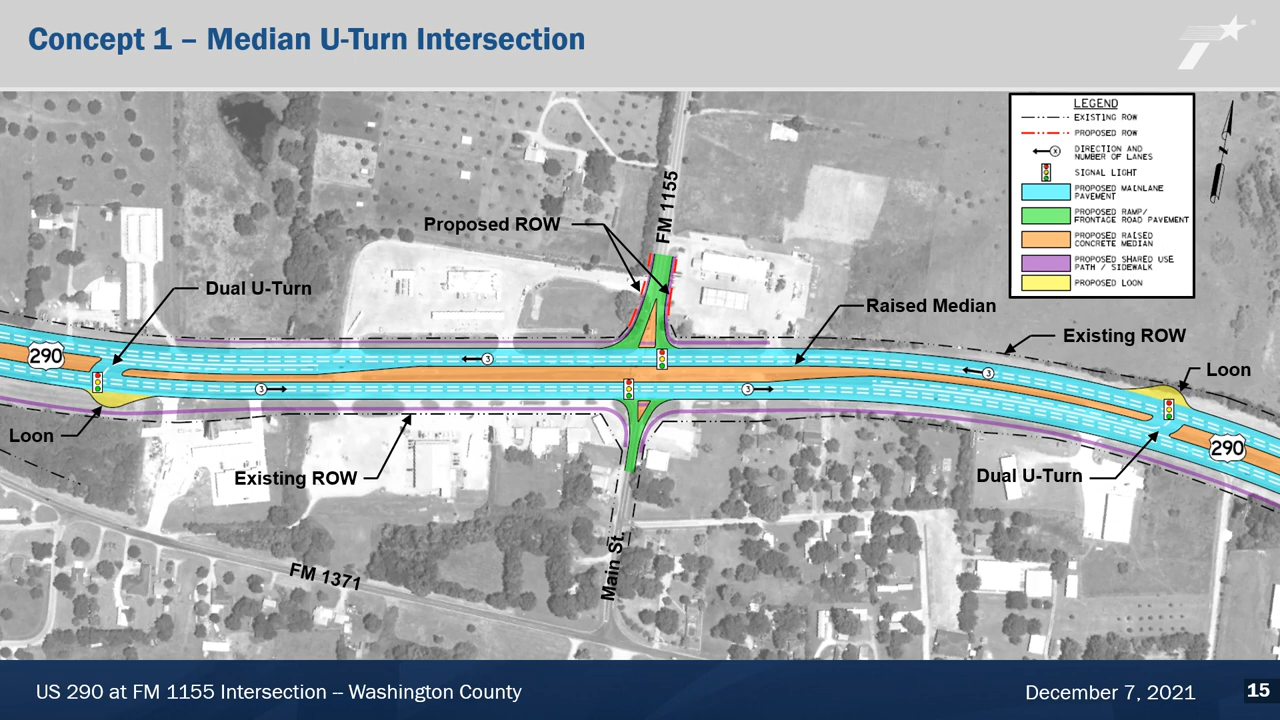 Concept 1 – Median U-Turn Intersection
LEGEND
EXISTING ROW
PROPOSED ROW
X
DIRECTION AND
NUMBER OF LANES
SIGNAL LIGHT
PROPOSED MAINLANE
PAVEMENT
PROPOSED RAMP/
FRONTAGE ROAD PAVEMENT
PROPOSED RAISED
CONCRETE MEDIAN
PROPOSED SHARED USE
PATH / SIDEWALK
PROPOSED LOON
N
FM 1155
Proposed ROW
Dual U-Turn
Raised Median
Existing ROW
290
3
3
Loon
3
3
Loon
290
Existing ROW
Dual U-Turn
Main St.
FM 1371
US 290 at FM 1155 Intersection – Washington County
December 7, 2021
15